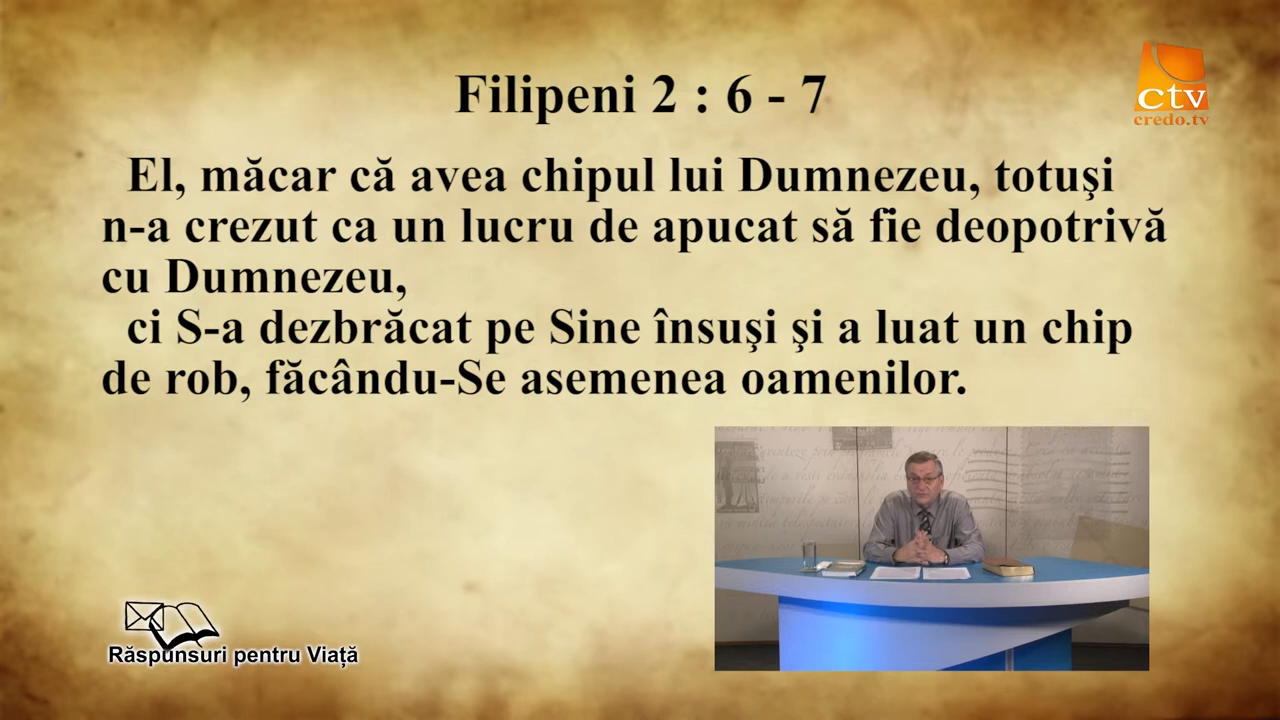 Filipeni 2 : 6 - 7
ctv
credo.tv
El, măcar că avea chipul lui Dumnezeu, totuşi
n-a crezut ca un lucru de apucat să fie deopotrivă
cu Dumnezeu,
ci S-a dezbrăcat pe Sine însuşi şi a luat un chip
de rob, făcându-Se asemenea oamenilor.
Răspunsuri pentru Viață